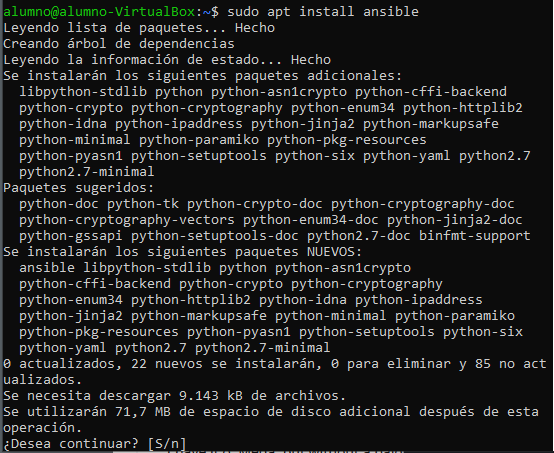 alumno@alumno-VirtualBox:~$ sudo apt install ansible
Leyendo lista de paquetes... Hecho
Creando árbol de dependencias
Leyendo la información de estado... Hecho
Se instalarán los siguientes paquetes adicionales:
  libpython-stdlib python python-asn1crypto python-cffi-backend
  python-crypto python-cryptography python-enum34 python-httplib2
  python-idna python-ipaddress python-jinja2 python-markupsafe
  python-minimal python-paramiko python-pkg-resources
  python-pyasn1 python-setuptools python-six python-yaml python2.7
  python2.7-minimal
Paquetes sugeridos:
  python-doc python-tk python-crypto-doc python-cryptography-doc
  python-cryptography-vectors python-enum34-doc python-jinja2-doc
  python-gssapi python-setuptools-doc python2.7-doc binfmt-support
Se instalarán los siguientes paquetes NUEVOS:
  ansible libpython-stdlib python python-asn1crypto
  python-cffi-backend python-crypto python-cryptography
  python-enum34 python-httplib2 python-idna python-ipaddress
  python-jinja2 python-markupsafe python-minimal python-paramiko
  python-pkg-resources python-pyasn1 python-setuptools python-six
  python-yaml python2.7 python2.7-minimal
0 actualizados, 22 nuevos se instalarán, 0 para eliminar y 85 no act
ualizados.
Se necesita descargar 9.143 kB de archivos.
Se utilizarán 71,7 MB de espacio de disco adicional después de esta
operación.
¿Desea continuar? [S/n]